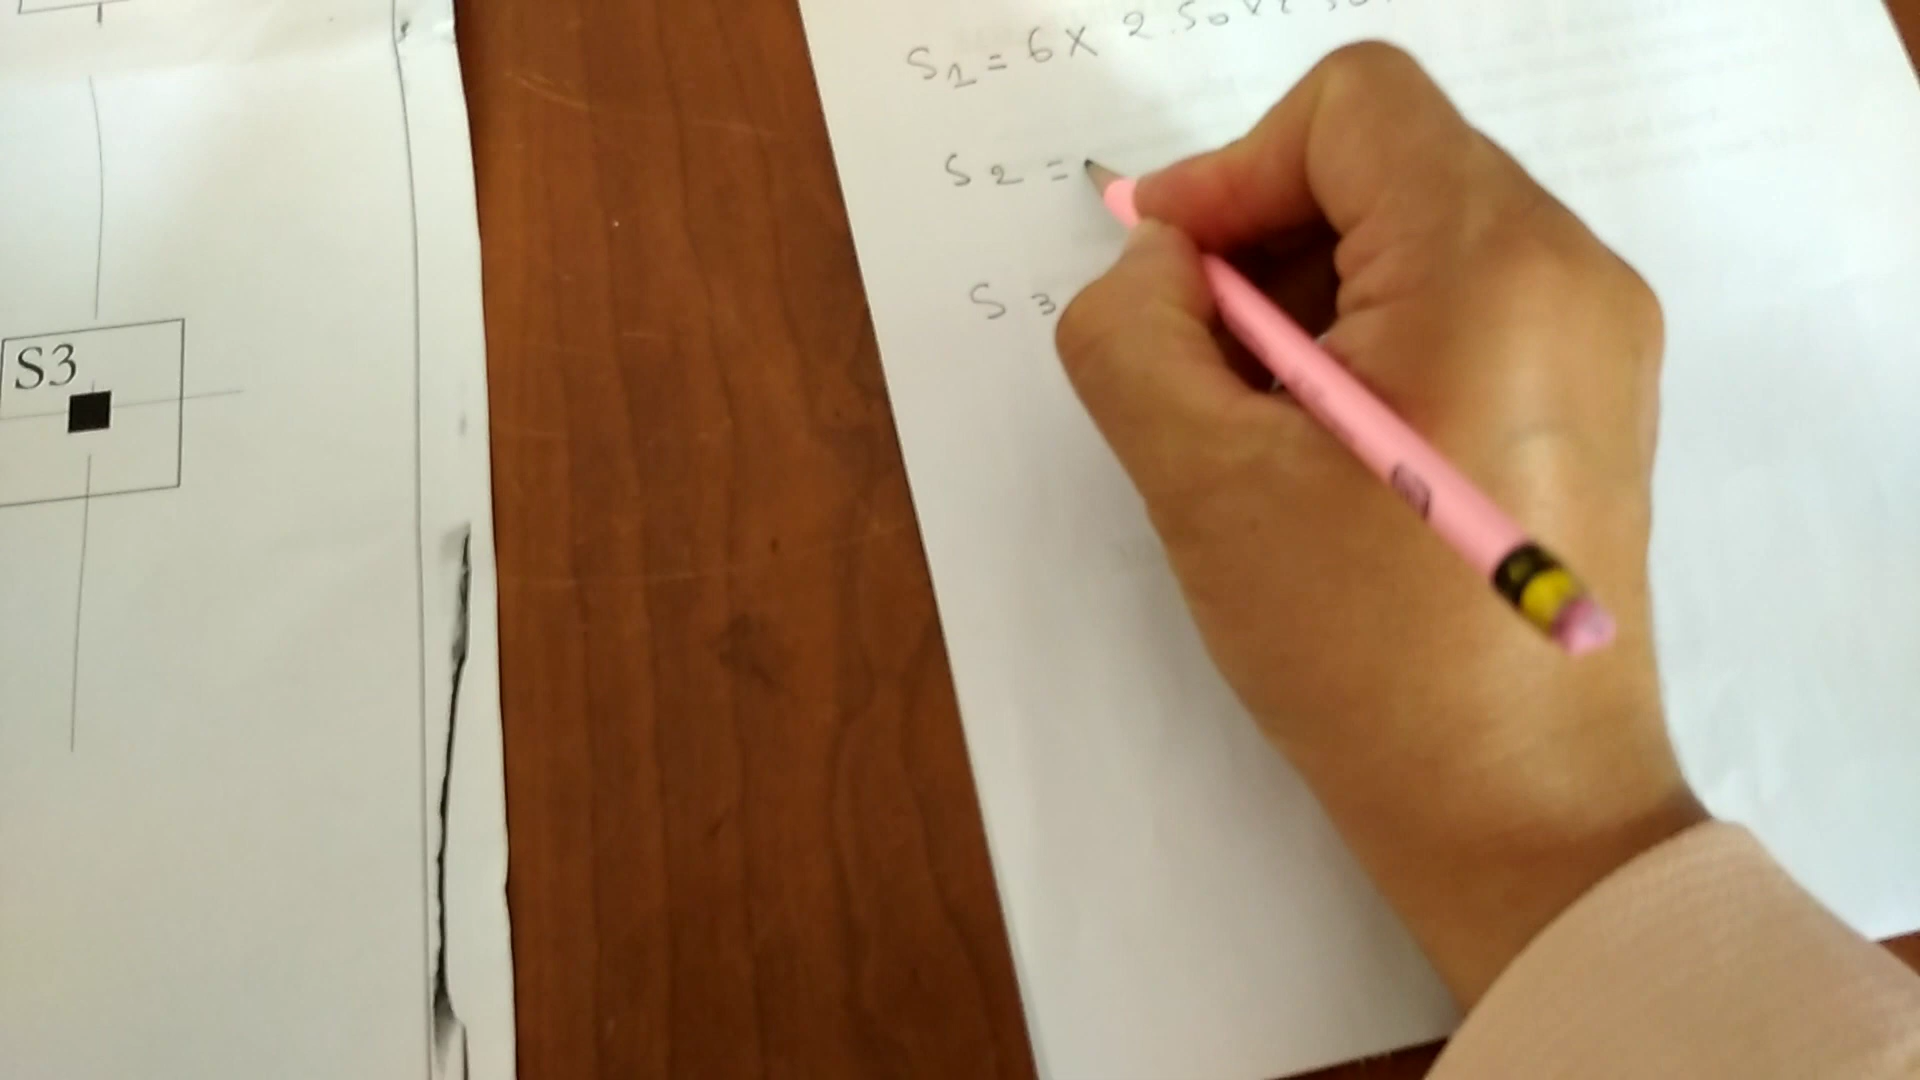 S1 = 6 X 2.50
S2 =
S3
S3